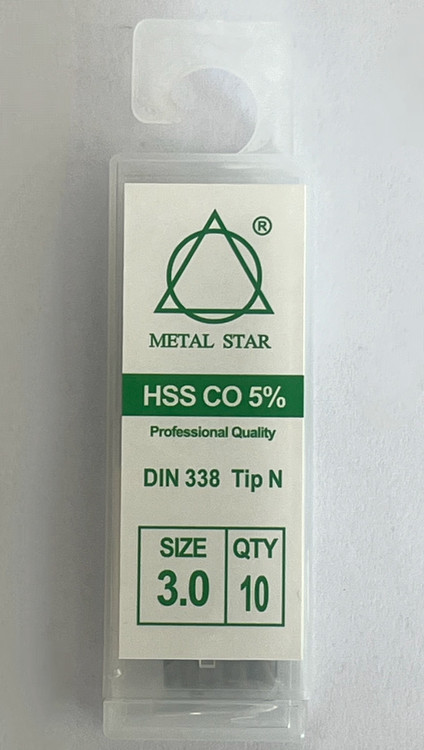 ®
METAL STAR
HSS CO 5%
Professional Quality
DIN 338 Tip N
SIZE QTY
3.0 10